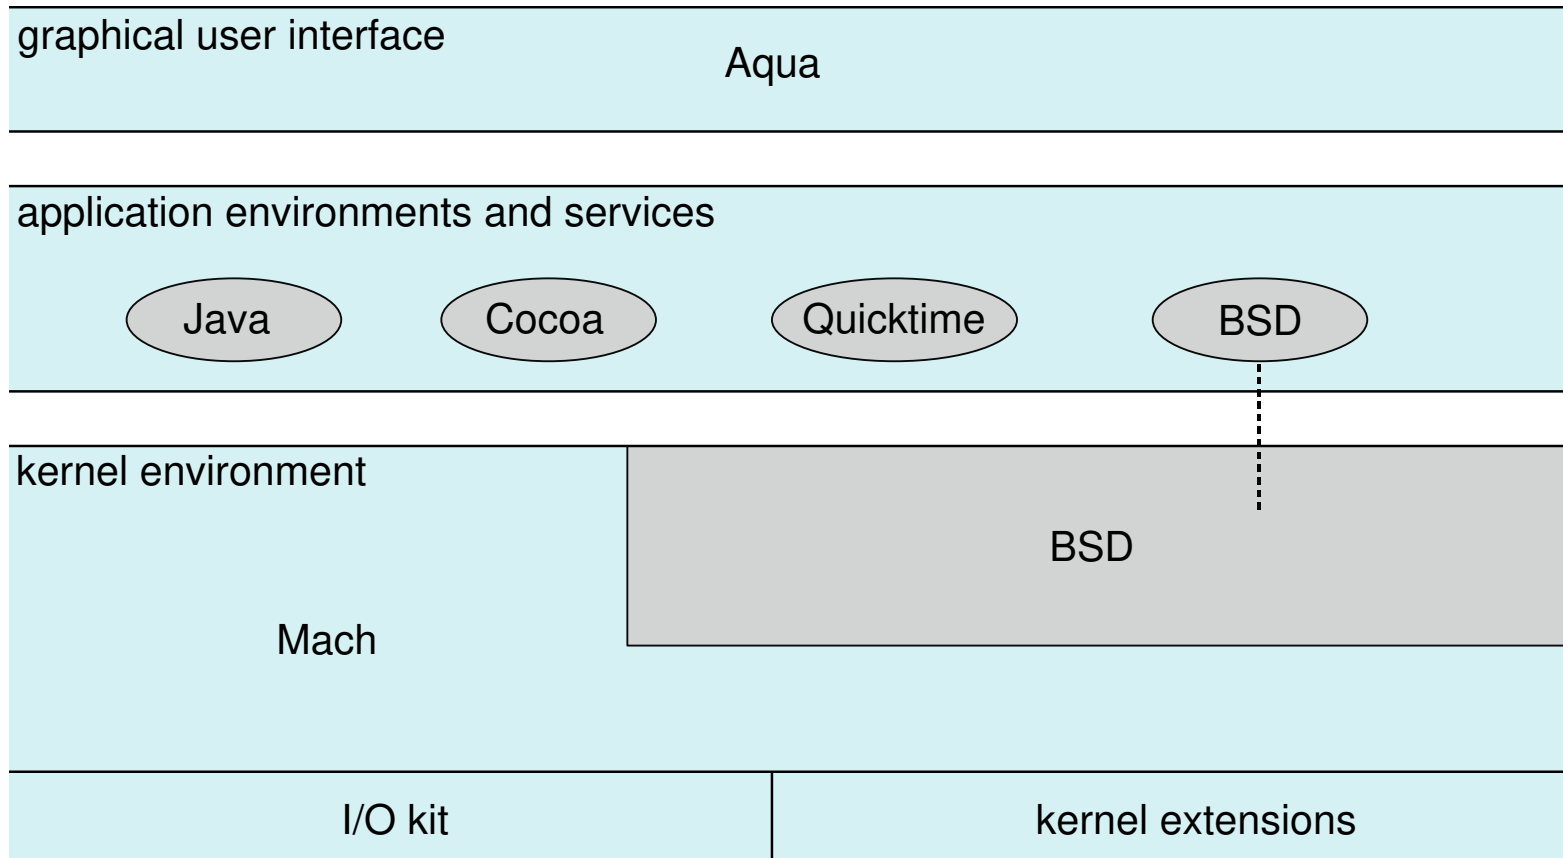 graphical user interface
Aqua
application environments and services
Java
Cocoa
Quicktime
BSD
kernel environment
BSD
Mach
I/O kit
kernel extensions